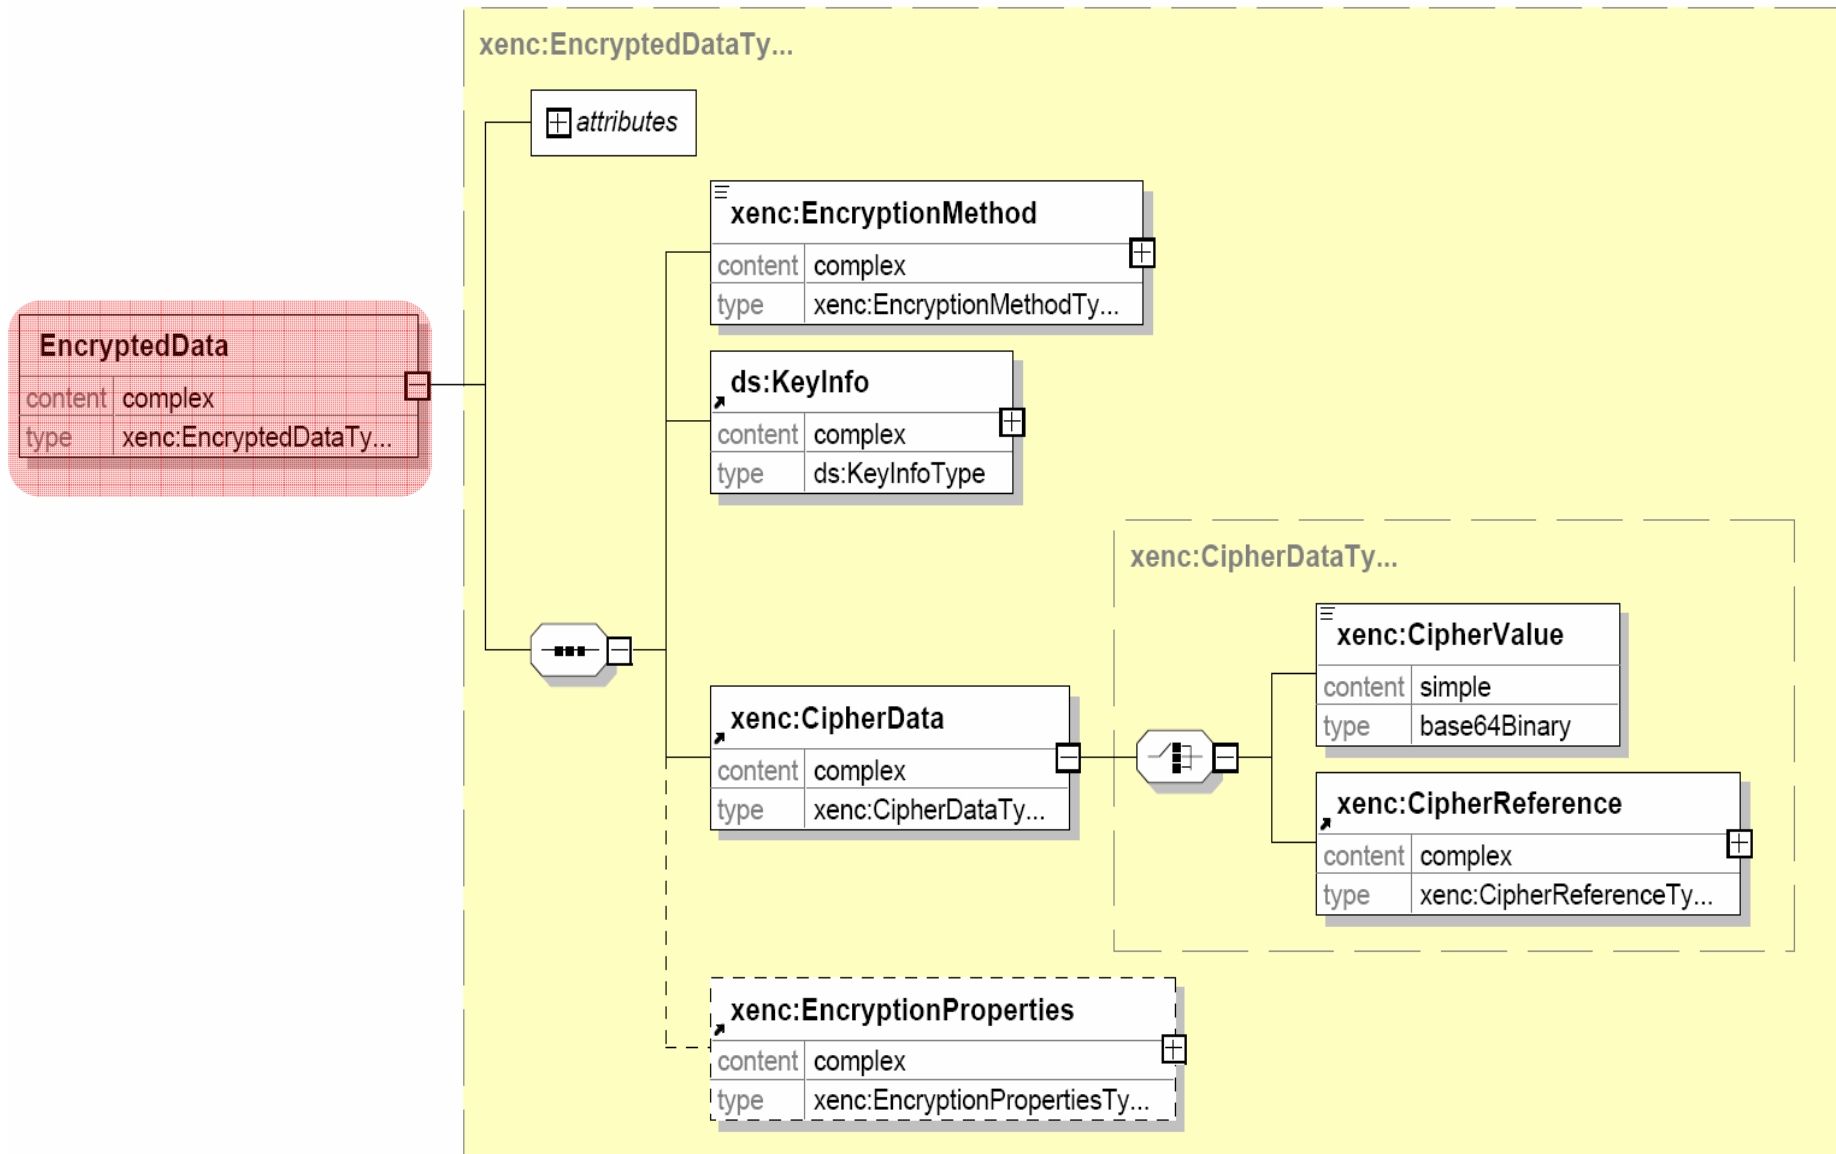 xenc:EncryptedDataTy...
attributes
xenc:EncryptionMethod
content complex
type xenc:EncryptionMethodTy...
EncryptedData
content complex
type xenc:EncryptedDataTy...
ds:KeyInfo
content complex
type ds:KeyInfoType
xenc:CipherDataTy...
xenc:CipherValue
content simple
type base64Binary
xenc:CipherData
content complex
type xenc:CipherDataTy...
xenc:CipherReference
content complex
type xenc:CipherReferenceTy...
xenc:EncryptionProperties
content complex
type xenc:EncryptionPropertiesTy...